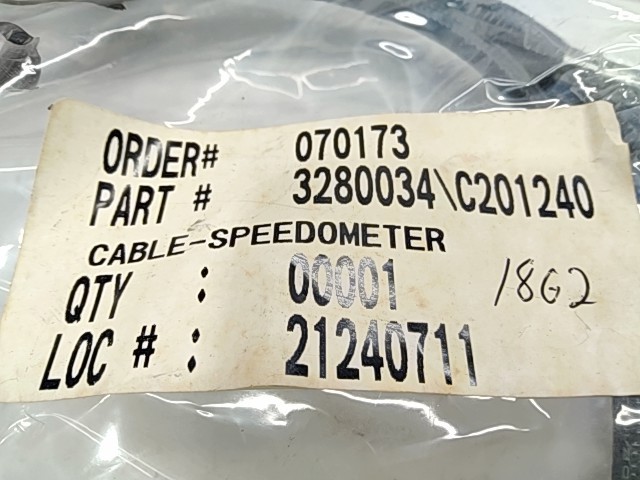 ORDER# 070173
PART # 3280034\C201240
CABLE-SPEEDOMETER
QTY : 00001
18G2
LOC # : 21240711